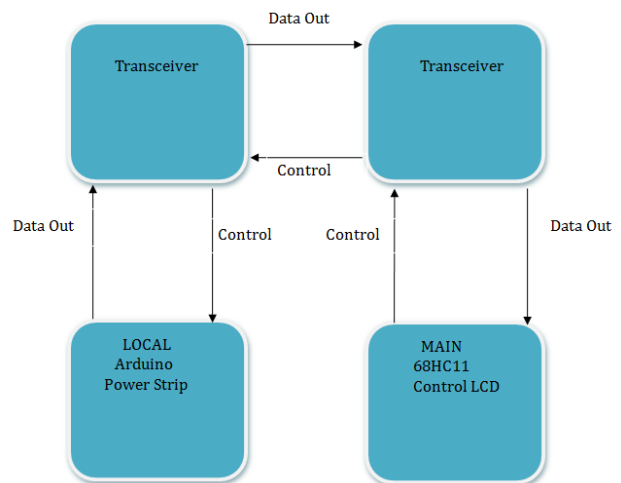 Data Out
Transceiver
Transceiver
Control
Data Out
Control
Control
Data Out
LOCAL
Arduino
Power Strip
MAIN
68HC11
Control LCD